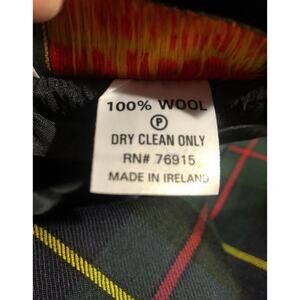 100% WOOL
P
DRY CLEAN ONLY
RN# 76915
MADE IN IRELAND